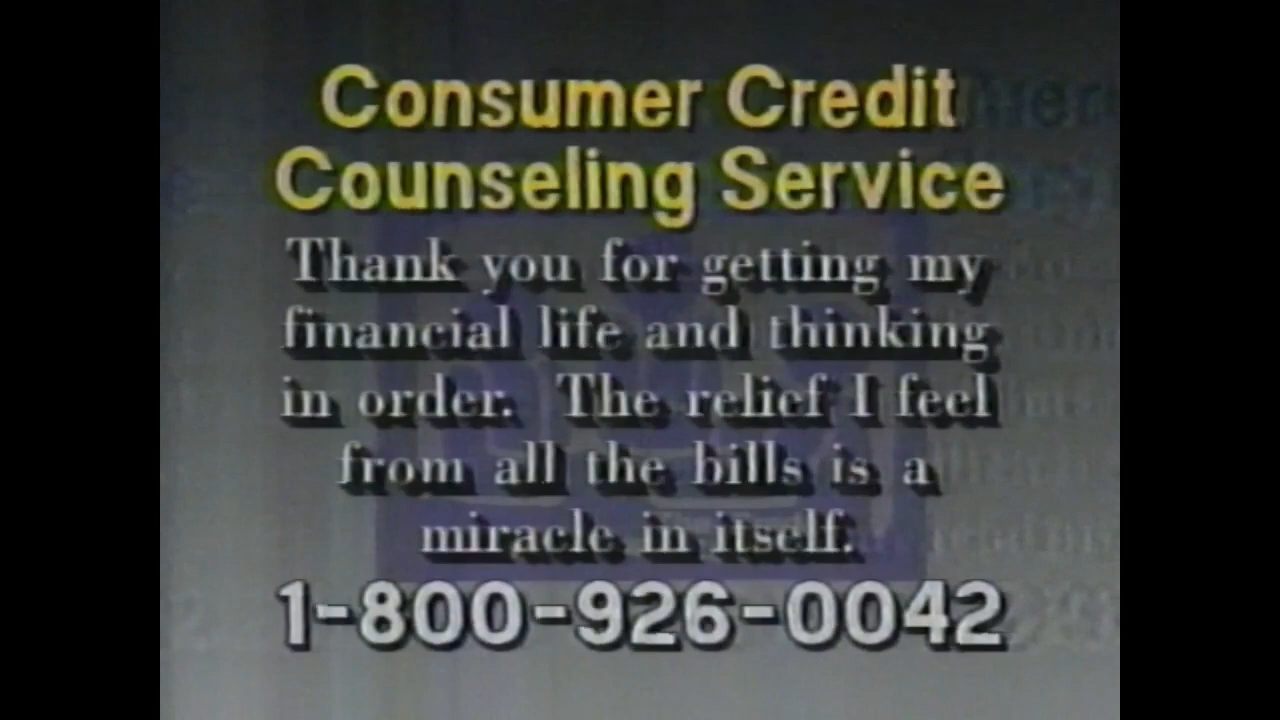 Consumer Credit
Counseling Service
Thank you for getting my
financial life and thinking
in order. The relief I feel
from all the bills is a
miracle in itself.
1-800-926-0042